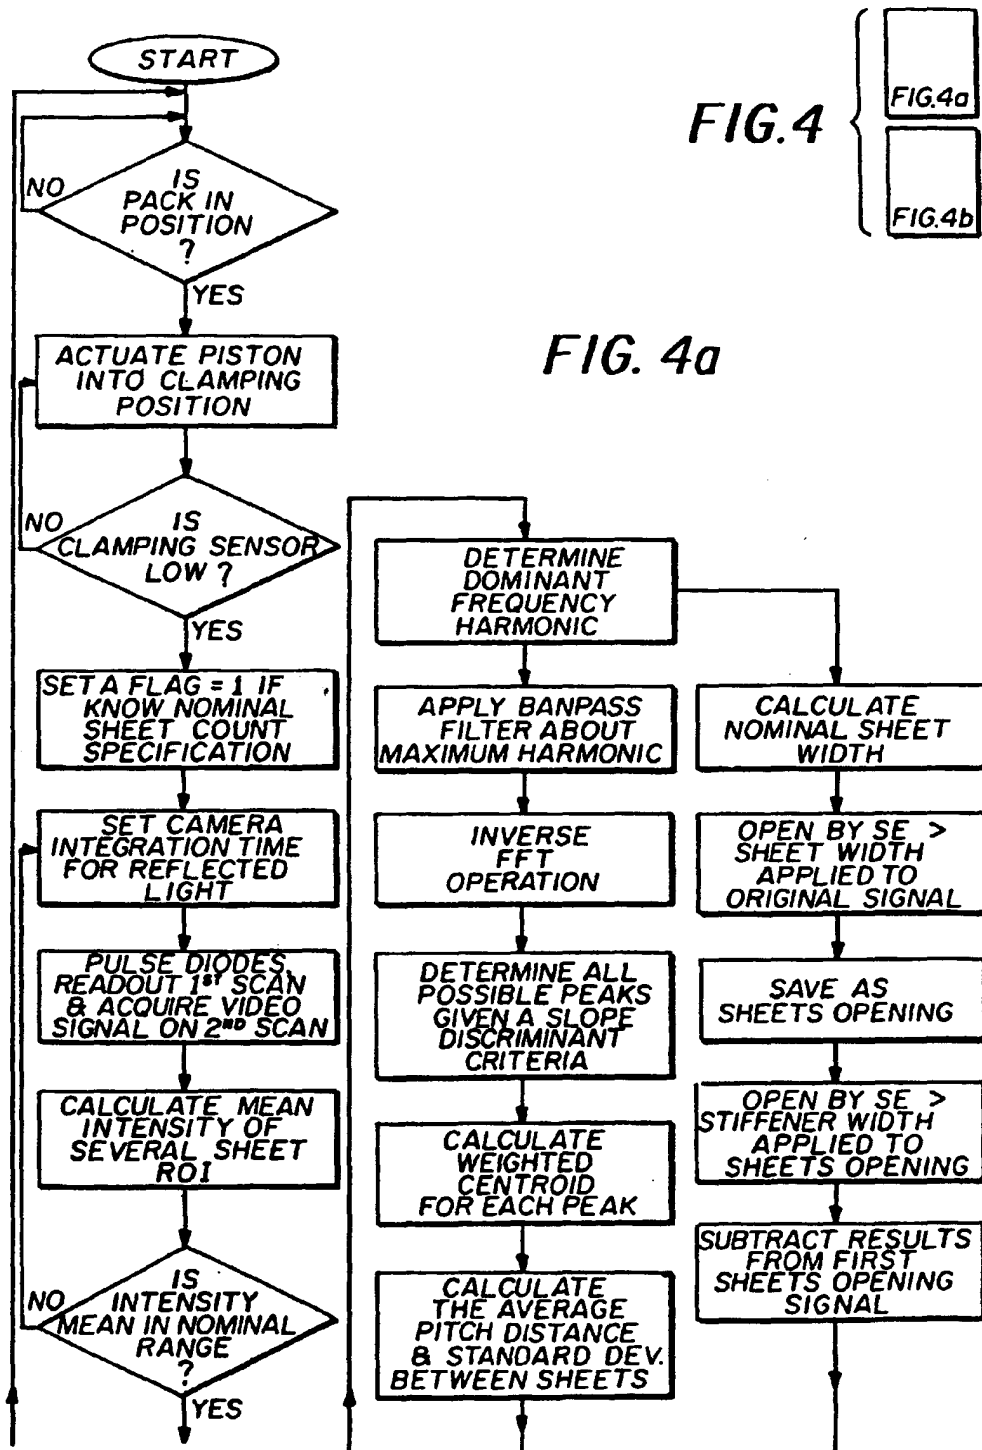 START
IS
PACK IN
POSITION
?
NO
YES
ACTUATE PISTON
INTO CLAMPING
POSITION
IS
CLAMPING SENSOR
LOW ?
NO
YES
SET A FLAG = 1 IF
KNOW NOMINAL
SHEET COUNT
SPECIFICATION
SET CAMERA
INTEGRATION TIME
FOR REFLECTED
LIGHT
PULSE DIODES,
READOUT 1ST SCAN
& ACQUIRE VIDEO
SIGNAL ON 2ND SCAN
CALCULATE MEAN
INTENSITY OF
SEVERAL SHEET
ROI
IS
INTENSITY
MEAN IN NOMINAL
RANGE
?
NO
YES
FIG. 4
FIG. 4a
FIG. 4b
FIG. 4a
DETERMINE
DOMINANT
FREQUENCY
HARMONIC
APPLY BANPASS
FILTER ABOUT
MAXIMUM HARMONIC
INVERSE
FFT
OPERATION
DETERMINE ALL
POSSIBLE PEAKS
GIVEN A SLOPE
DISCRIMINANT
CRITERIA
CALCULATE
WEIGHTED
CENTROID
FOR EACH PEAK
CALCULATE
THE AVERAGE
PITCH DISTANCE
& STANDARD DEV.
BETWEEN SHEETS
CALCULATE
NOMINAL SHEET
WIDTH
OPEN BY SE >
SHEET WIDTH
APPLIED TO
ORIGINAL SIGNAL
SAVE AS
SHEETS OPENING
OPEN BY SE >
STIFFENER WIDTH
APPLIED TO
SHEETS OPENING
SUBTRACT RESULTS
FROM FIRST
SHEETS OPENING
SIGNAL